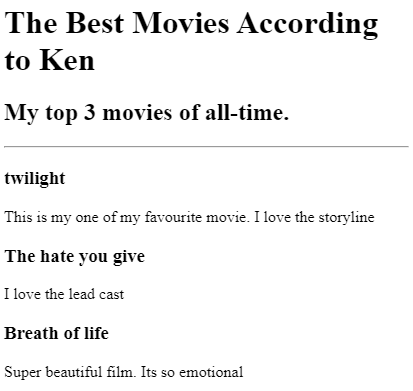 The Best Movies According
to Ken
My top 3 movies of all-time.
twilight
This is my one of my favourite movie. I love the storyline
The hate you give
I love the lead cast
Breath of life
Super beautiful film. Its so emotional